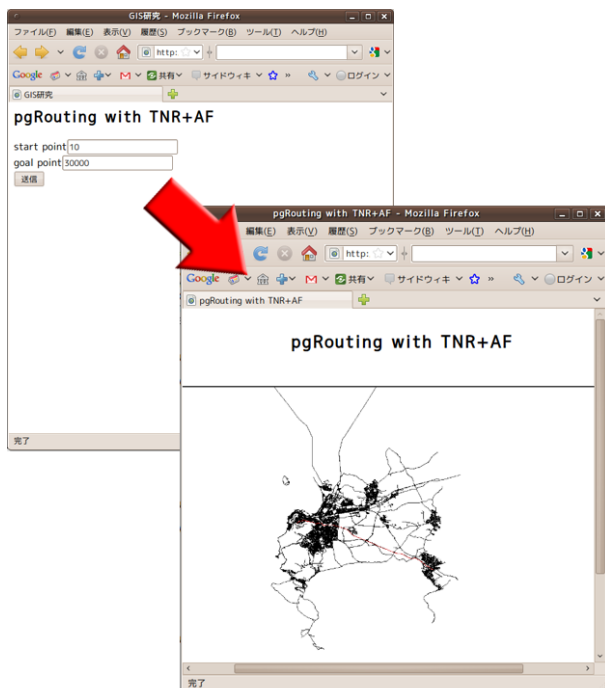 GIS研究 - Mozilla Firefox
ファイル(F) 編集(E) 表示(V) 履歴(S) ブックマーク(B) ツール(T) ヘルプ(H)
http:
Google 共有 サイドウィキ » ログイン
GIS研究
pgRouting with TNR+AF
start point 10
goal point 30000
送信
完了
pgRouting with TNR+AF - Mozilla Firefox
編集(E) 表示(V) 履歴(S) ブックマーク(B) ツール(T) ヘルプ(H)
http:
Google 共有 サイドウィキ » ログイン
pgRouting with TNR+AF
pgRouting with TNR+AF
完了